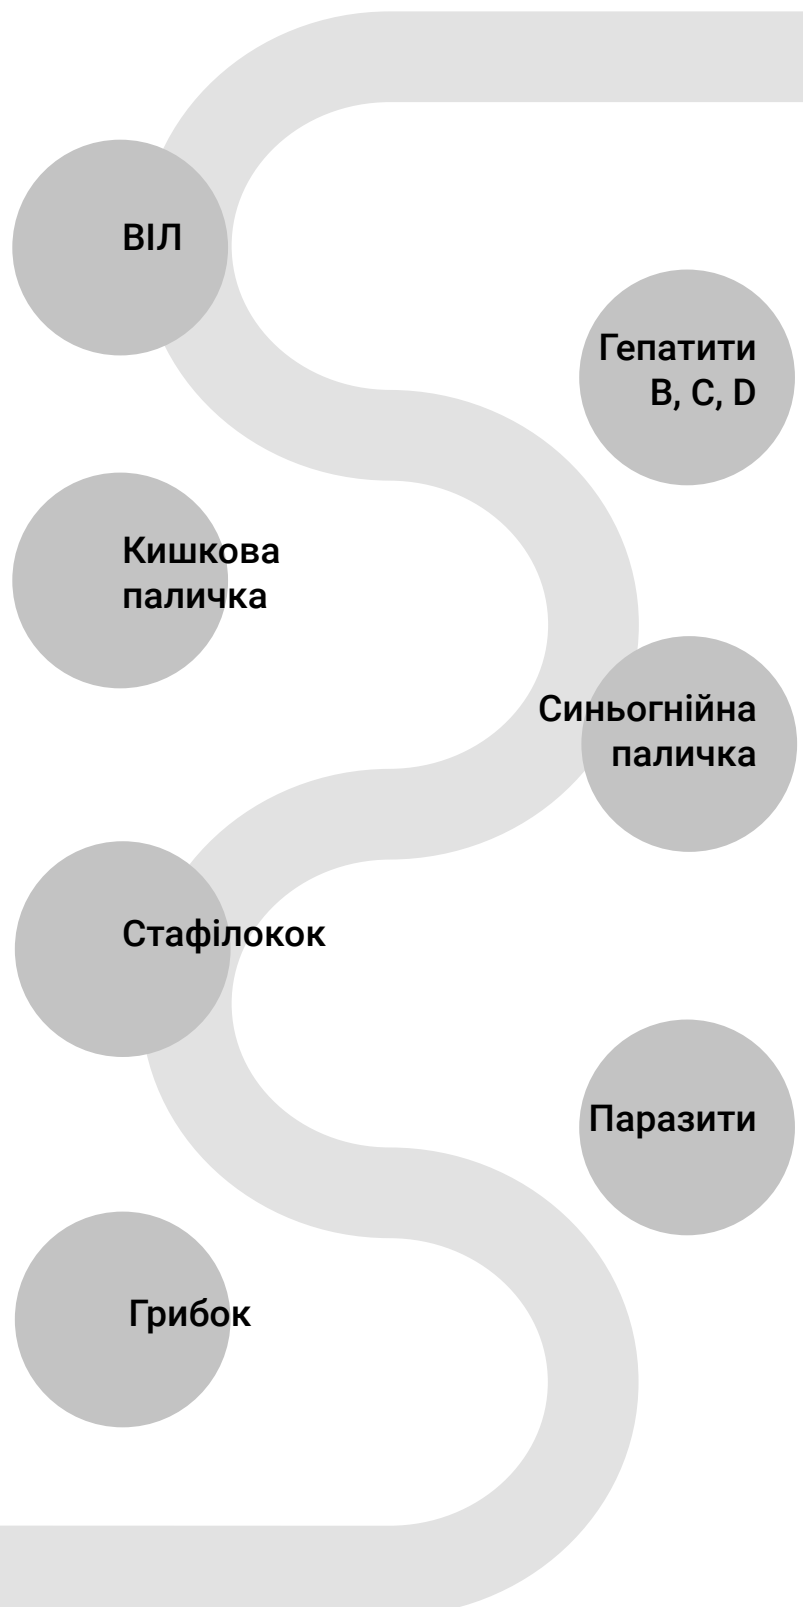 ВІЛ
Гепатити
B, C, D
Кишкова
паличка
Синьогнійна
паличка
Стафілокок
Паразити
Грибок